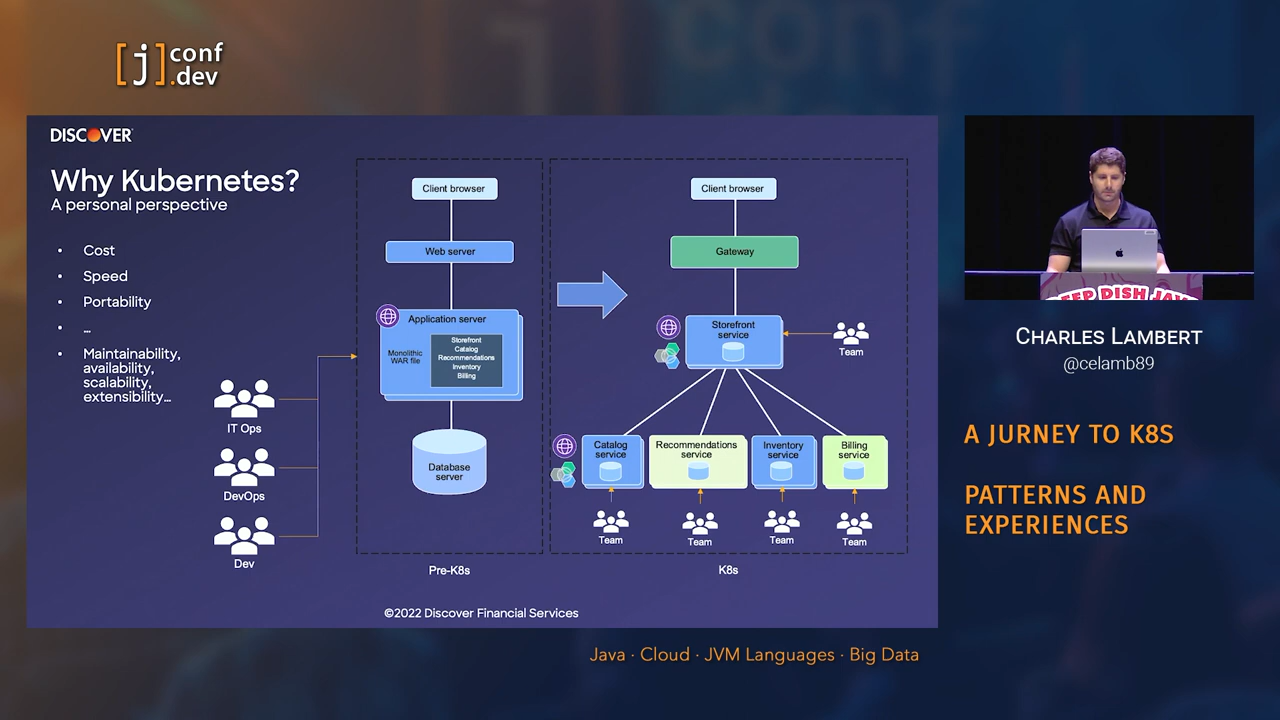 [j]conf
.dev
DISCOVER
Why Kubernetes?
A personal perspective
• Cost
• Speed
• Portability
• …
• Maintainability,
availability,
scalability,
extensibility…
IT Ops
DevOps
Dev
Client browser
Web server
Application server
Monolithic
WAR file
Storefront
Catalog
Recommendations
Inventory
Billing
Database
server
Pre-K8s
Client browser
Gateway
Storefront
service
Team
Catalog
service
Recommendations
service
Inventory
service
Billing
service
Team
Team
Team
Team
K8s
©2022 Discover Financial Services
DEEP DISH JAVA
CHARLES LAMBERT
@celamb89
A JURNEY TO K8S
PATTERNS AND
EXPERIENCES
Java · Cloud · JVM Languages · Big Data